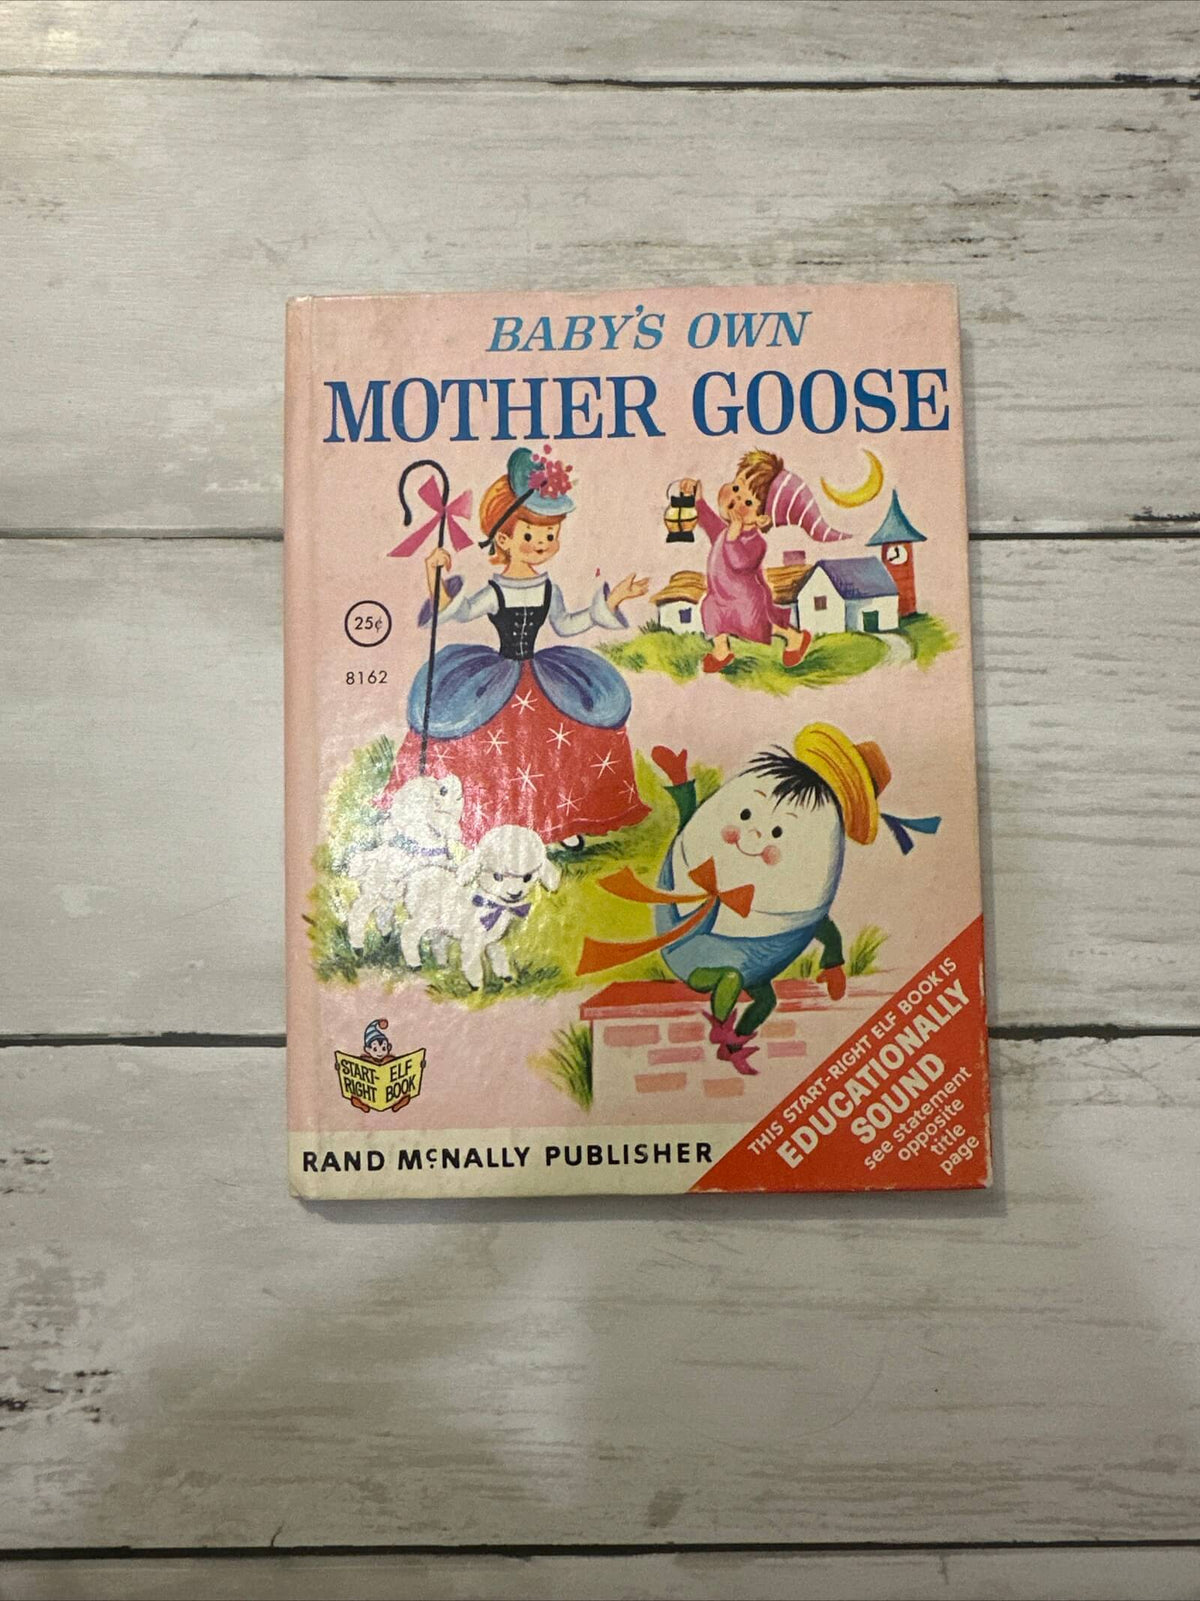 BABY'S OWN
MOTHER GOOSE
25¢
8162
START-RIGHT
ELF BOOK
THIS START-RIGHT ELF BOOK IS
EDUCATIONALLY
SOUND
see statement
opposite
title
page
RAND McNALLY PUBLISHER